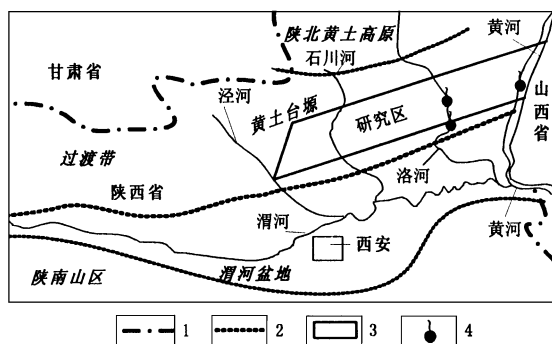 陕北黄土高原
黄河
石川河
甘肃省
山西省
泾河
黄土台塬
研究区
过渡带
陕西省
洛河
渭河
黄河
西安
陕南山区
渭河盆地
1 2 3 4